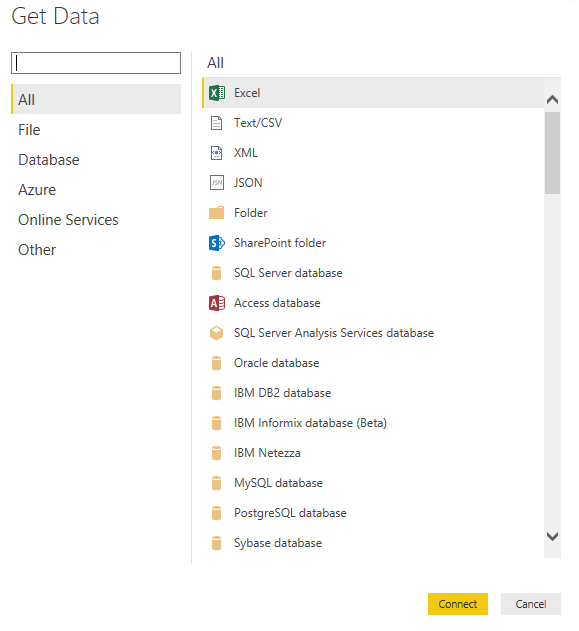 Get Data
All
File
Database
Azure
Online Services
Other
All
Excel
Text/CSV
XML
JSON
Folder
SharePoint folder
SQL Server database
Access database
SQL Server Analysis Services database
Oracle database
IBM DB2 database
IBM Informix database (Beta)
IBM Netezza
MySQL database
PostgreSQL database
Sybase database
Connect
Cancel